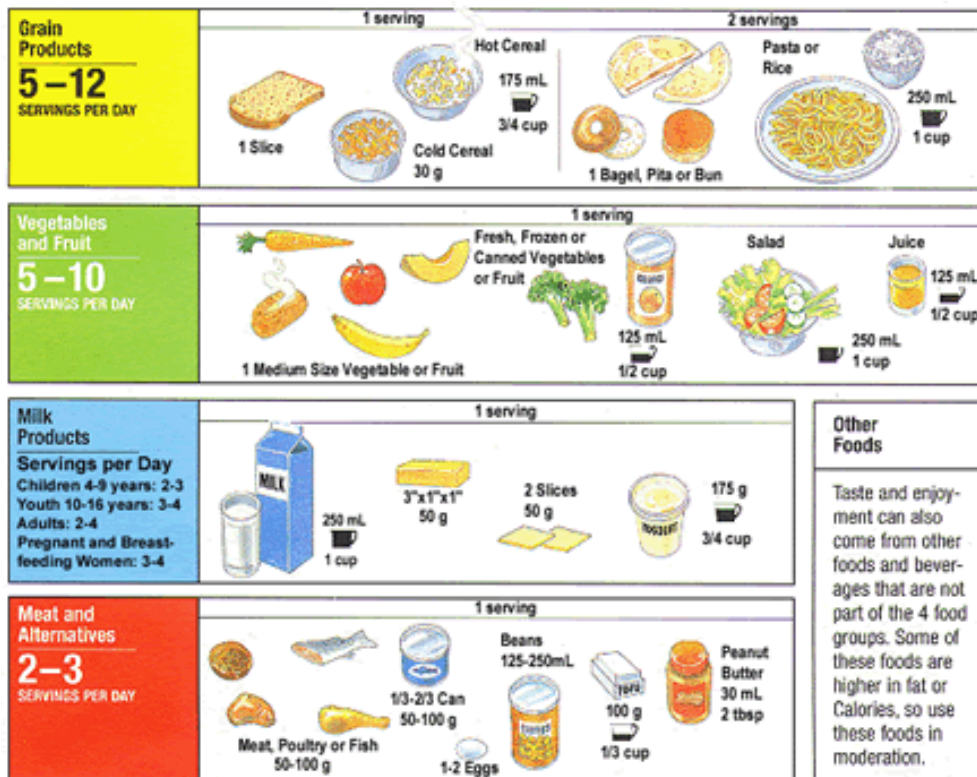 Grain
Products
5–12
SERVINGS PER DAY
1 serving
1 Slice
Hot Cereal
175 mL
3/4 cup
Cold Cereal
30 g
2 servings
1 Bagel, Pita or Bun
Pasta or
Rice
250 mL
1 cup
Vegetables
and Fruit
5–10
SERVINGS PER DAY
1 serving
1 Medium Size Vegetable or Fruit
Fresh, Frozen or
Canned Vegetables
or Fruit
125 mL
1/2 cup
Salad
250 mL
1 cup
Juice
125 mL
1/2 cup
Milk
Products
Servings per Day
Children 4-9 years: 2-3
Youth 10-16 years: 3-4
Adults: 2-4
Pregnant and Breast-
feeding Women: 3-4
1 serving
MILK
250 mL
1 cup
3"x1"x1"
50 g
2 Slices
50 g
YOGOURT
175 g
3/4 cup
Meat and
Alternatives
2–3
SERVINGS PER DAY
1 serving
Meat, Poultry or Fish
50-100 g
1/3-2/3 Can
50-100 g
1-2 Eggs
Beans
125-250mL
TOFU
100 g
1/3 cup
Peanut
Butter
30 mL
2 tbsp
Other
Foods
Taste and enjoy-
ment can also
come from other
foods and bever-
ages that are not
part of the 4 food
groups. Some of
these foods are
higher in fat or
Calories, so use
these foods in
moderation.